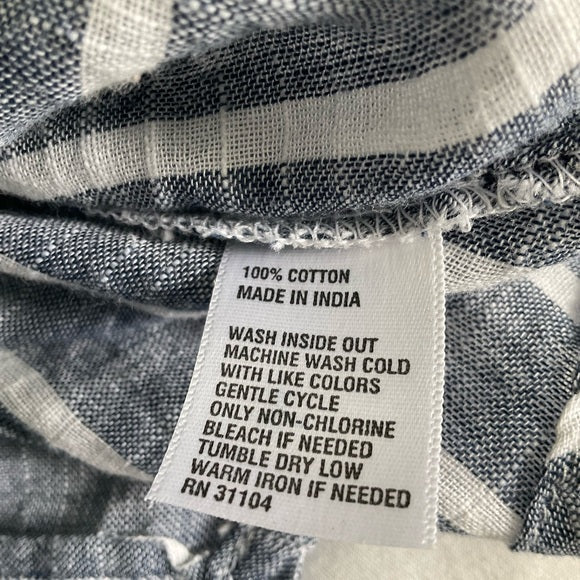 100% COTTON
MADE IN INDIA
WASH INSIDE OUT
MACHINE WASH COLD
WITH LIKE COLORS
GENTLE CYCLE
ONLY NON-CHLORINE
BLEACH IF NEEDED
TUMBLE DRY LOW
WARM IRON IF NEEDED
RN 31104